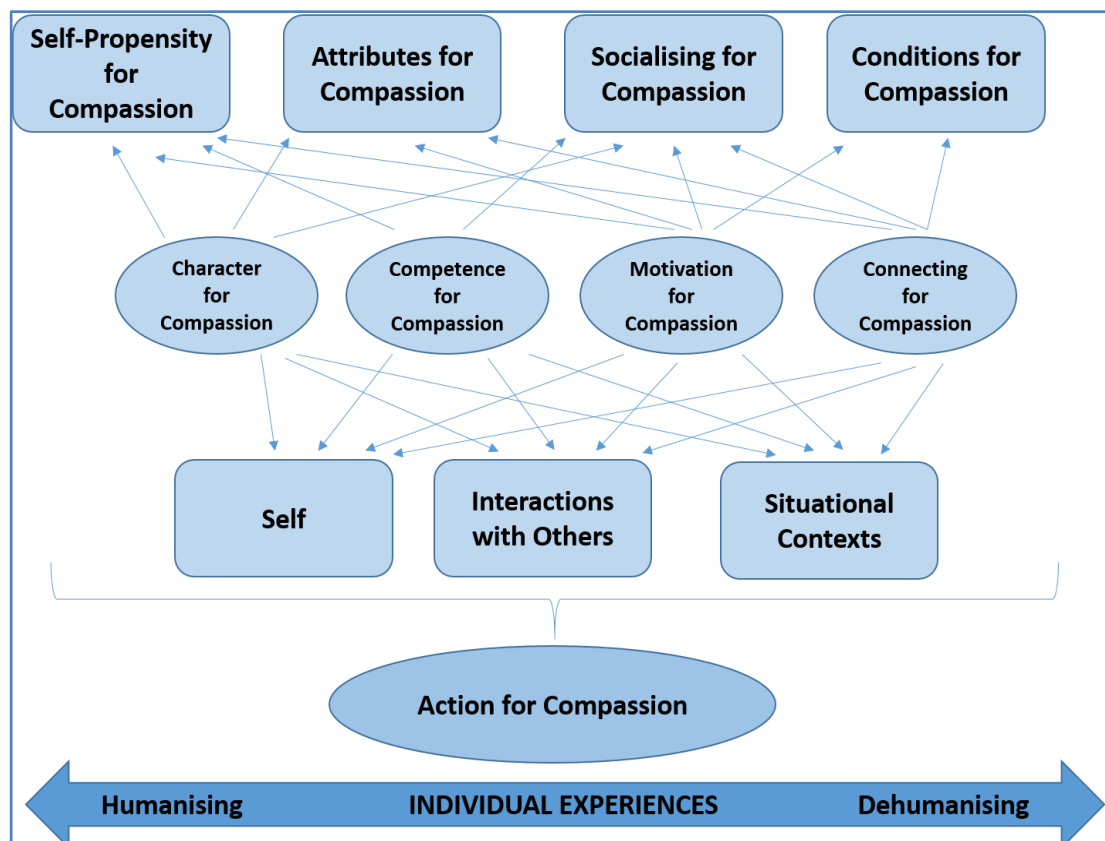 Self-Propensity
for
Compassion
Attributes for
Compassion
Socialising for
Compassion
Conditions for
Compassion
Character
for
Compassion
Competence
for
Compassion
Motivation
for
Compassion
Connecting
for
Compassion
Self
Interactions
with Others
Situational
Contexts
Action for Compassion
Humanising INDIVIDUAL EXPERIENCES Dehumanising